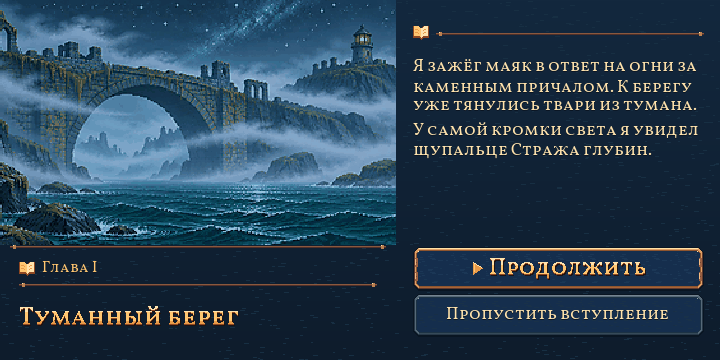 Глава I
Туманный берег
Я зажёг маяк в ответ на огни за
каменным причалом. К берегу
уже тянулись твари из тумана.
У самой кромки света я увидел
щупальце Стража глубин.
Продолжить
Пропустить вступление